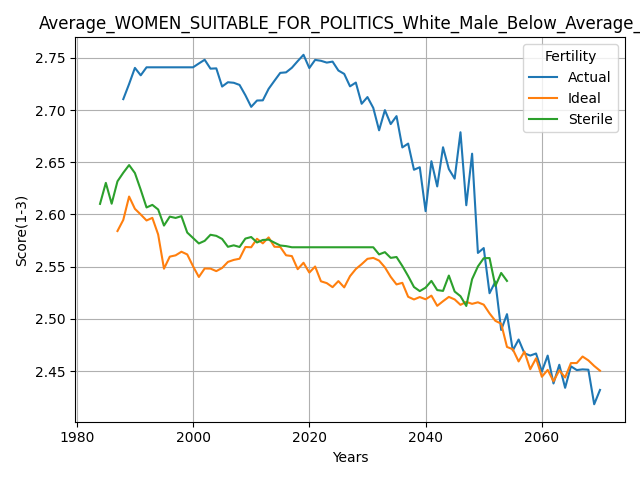 Average_WOMEN_SUITABLE_FOR_POLITICS_White_Male_Below_Average_
Fertility
Actual
Ideal
Sterile
Score(1-3)
2.75
2.70
2.65
2.60
2.55
2.50
2.45
1980 2000 2020 2040 2060
Years